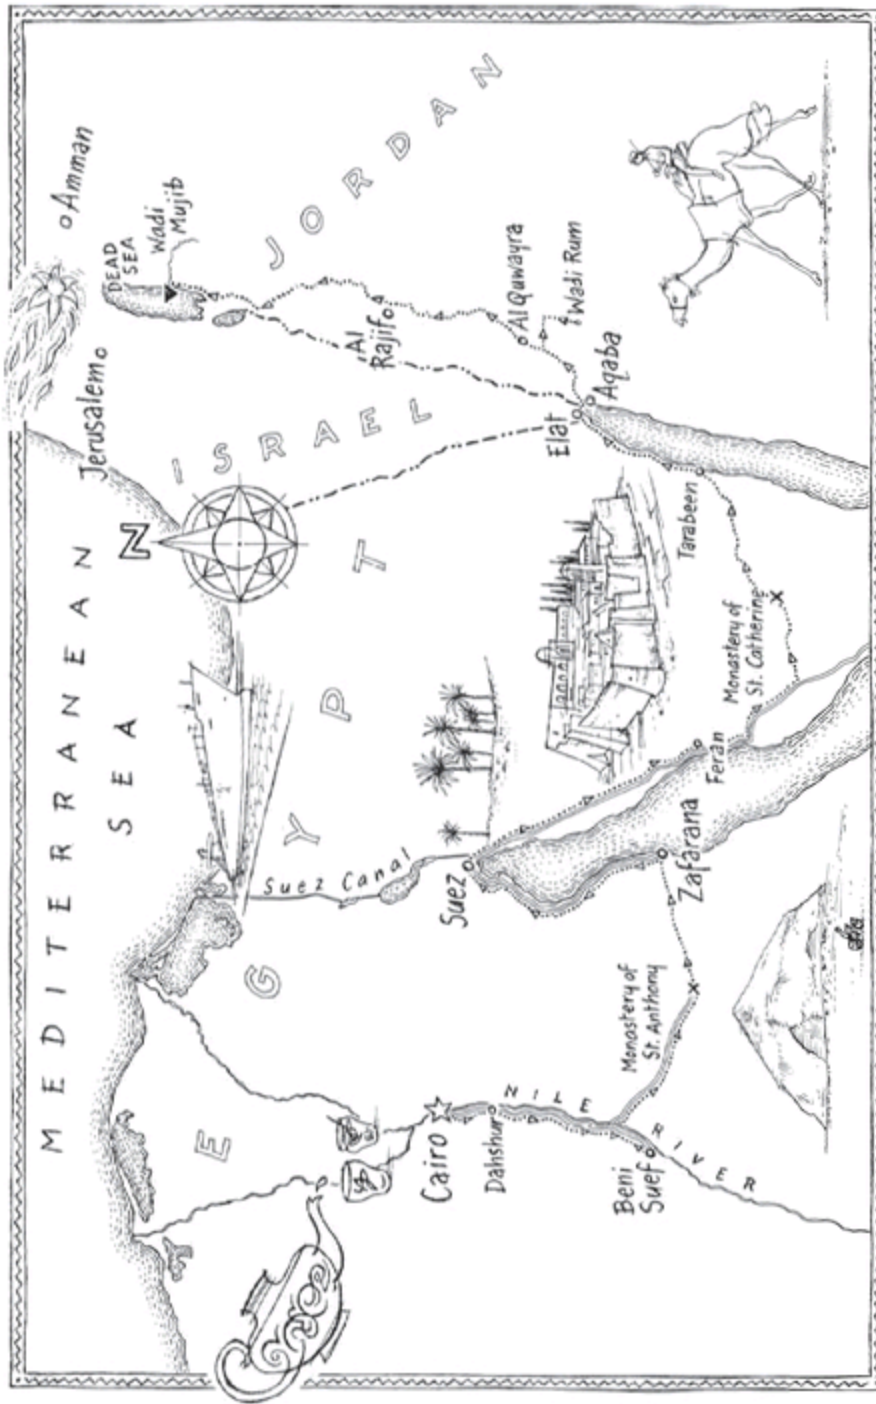 MEDITERRANEAN
SEA
N
Jerusalem
Amman
DEAD
SEA
Wadi
Mujib
JORDAN
ISRAEL
EGYPT
Suez Canal
Al
Rajif
Al Quwayra
Wadi Rum
Elat
Aqaba
Cairo
Dahshur
NILE RIVER
Beni
Suef
Monastery of
St. Anthony
Suez
Zafarana
Feran
Monastery of
St. Catherine
Tarabeen